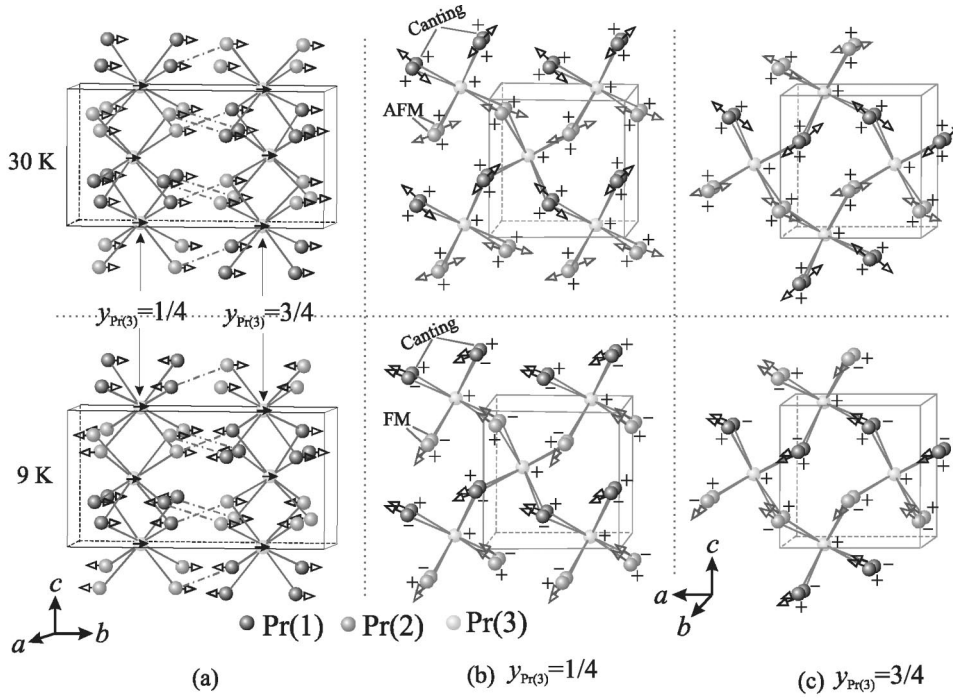 Canting
AFM
30 K
y_Pr(3)=1/4 y_Pr(3)=3/4
Canting
FM
9 K
c
a b
c
a
b
Pr(1) Pr(2) Pr(3)
(a) (b) y_Pr(3)=1/4 (c) y_Pr(3)=3/4